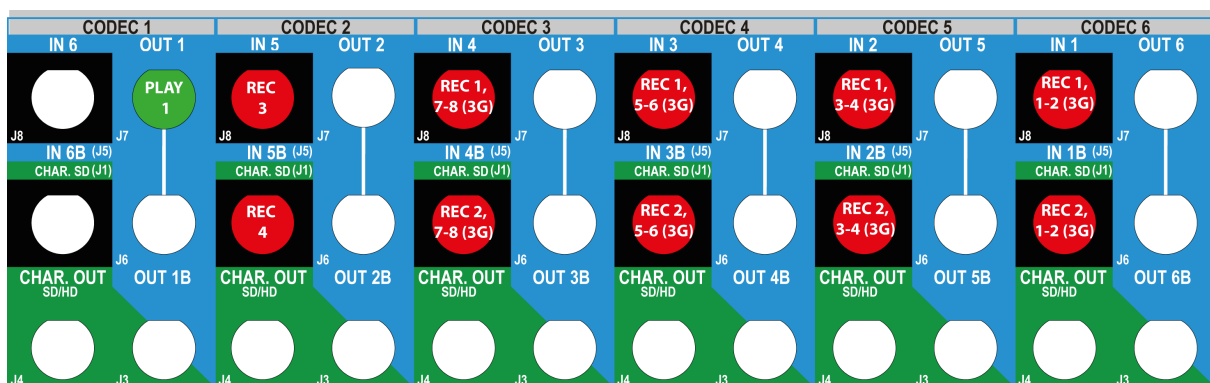 CODEC 1 CODEC 2 CODEC 3 CODEC 4 CODEC 5 CODEC 6
IN 6 OUT 1 IN 5 OUT 2 IN 4 OUT 3 IN 3 OUT 4 IN 2 OUT 5 IN 1 OUT 6
PLAY REC REC 1, REC 1, REC 1, REC 1,
1 3 7-8 (3G) 5-6 (3G) 3-4 (3G) 1-2 (3G)
J8 J7 J8 J7 J8 J7 J8 J7 J8 J7 J8 J7
IN 6B (J5) IN 5B (J5) IN 4B (J5) IN 3B (J5) IN 2B (J5) IN 1B (J5)
CHAR. SD (J1) CHAR. SD (J1) CHAR. SD (J1) CHAR. SD (J1) CHAR. SD (J1) CHAR. SD (J1)
REC REC 2, REC 2, REC 2, REC 2,
4 7-8 (3G) 5-6 (3G) 3-4 (3G) 1-2 (3G)
J6 J6 J6 J6 J6 J6
CHAR. OUT OUT 1B CHAR. OUT OUT 2B CHAR. OUT OUT 3B CHAR. OUT OUT 4B CHAR. OUT OUT 5B CHAR. OUT OUT 6B
SD/HD SD/HD SD/HD SD/HD SD/HD SD/HD
J4 J3 J4 J3 J4 J3 J4 J3 J4 J3 J4 J3